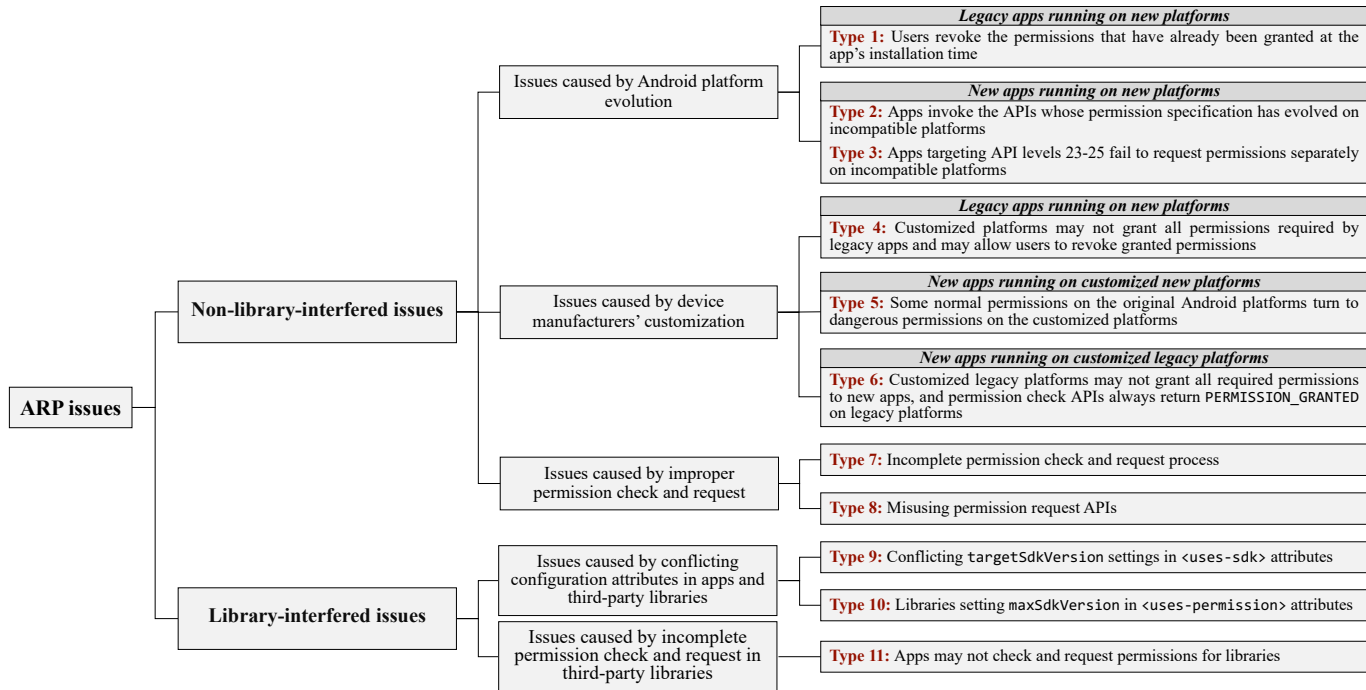 ARP issues
Non-library-interfered issues
Issues caused by Android platform
evolution
Legacy apps running on new platforms
Type 1: Users revoke the permissions that have already been granted at the
app's installation time
New apps running on new platforms
Type 2: Apps invoke the APIs whose permission specification has evolved on
incompatible platforms
Type 3: Apps targeting API levels 23-25 fail to request permissions separately
on incompatible platforms
Issues caused by device
manufacturers' customization
Legacy apps running on new platforms
Type 4: Customized platforms may not grant all permissions required by
legacy apps and may allow users to revoke granted permissions
New apps running on customized new platforms
Type 5: Some normal permissions on the original Android platforms turn to
dangerous permissions on the customized platforms
New apps running on customized legacy platforms
Type 6: Customized legacy platforms may not grant all required permissions
to new apps, and permission check APIs always return PERMISSION_GRANTED
on legacy platforms
Issues caused by improper
permission check and request
Type 7: Incomplete permission check and request process
Type 8: Misusing permission request APIs
Library-interfered issues
Issues caused by conflicting
configuration attributes in apps and
third-party libraries
Type 9: Conflicting targetSdkVersion settings in <uses-sdk> attributes
Type 10: Libraries setting maxSdkVersion in <uses-permission> attributes
Issues caused by incomplete
permission check and request in
third-party libraries
Type 11: Apps may not check and request permissions for libraries